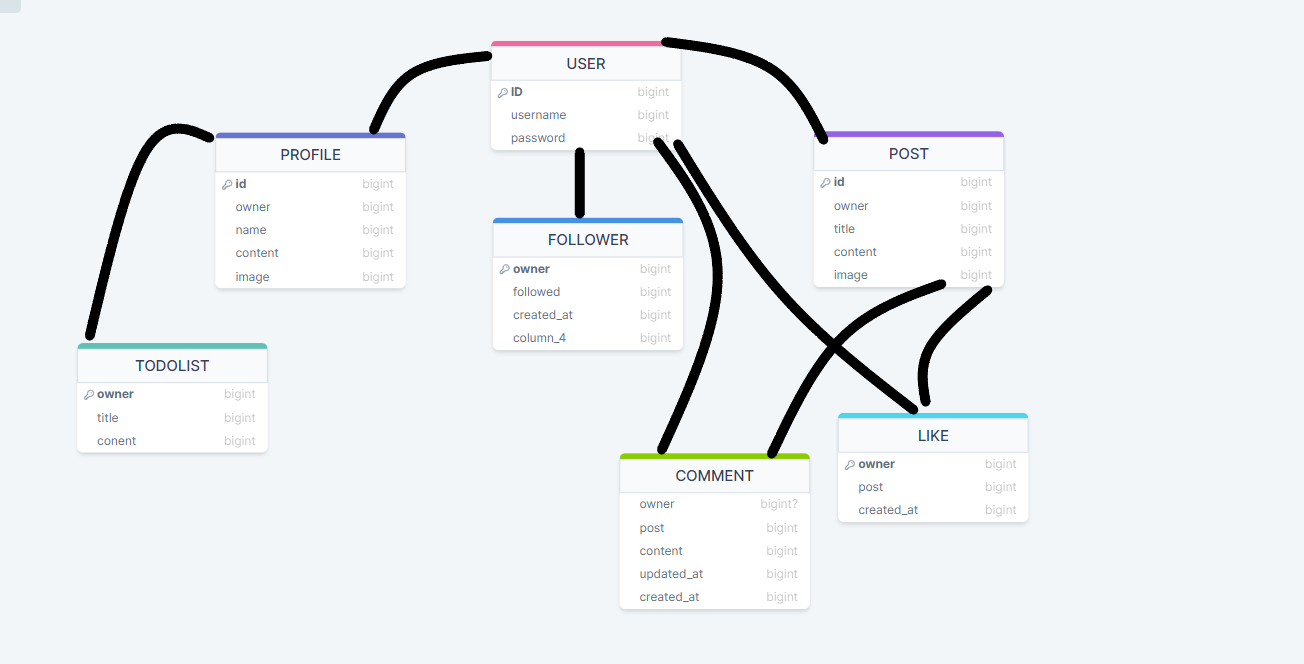 USER
ID bigint
username bigint
password bigint
PROFILE
id bigint
owner bigint
name bigint
content bigint
image bigint
POST
id bigint
owner bigint
title bigint
content bigint
image bigint
FOLLOWER
owner bigint
followed bigint
created_at bigint
column_4 bigint
TODOLIST
owner bigint
title bigint
conent bigint
COMMENT
owner bigint?
post bigint
content bigint
updated_at bigint
created_at bigint
LIKE
owner bigint
post bigint
created_at bigint